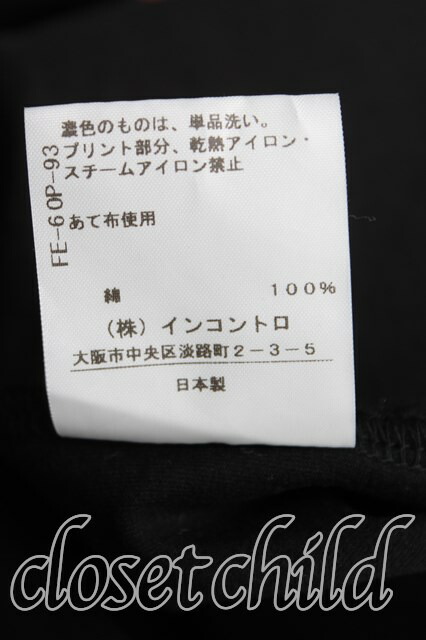 濃色のものは、単品洗い。
プリント部分、乾熱アイロン・
スチームアイロン禁止
あて布使用
FE-60P-93
綿 100%
(株)インコントロ
大阪市中央区淡路町2-3-5
日本製
closetchild